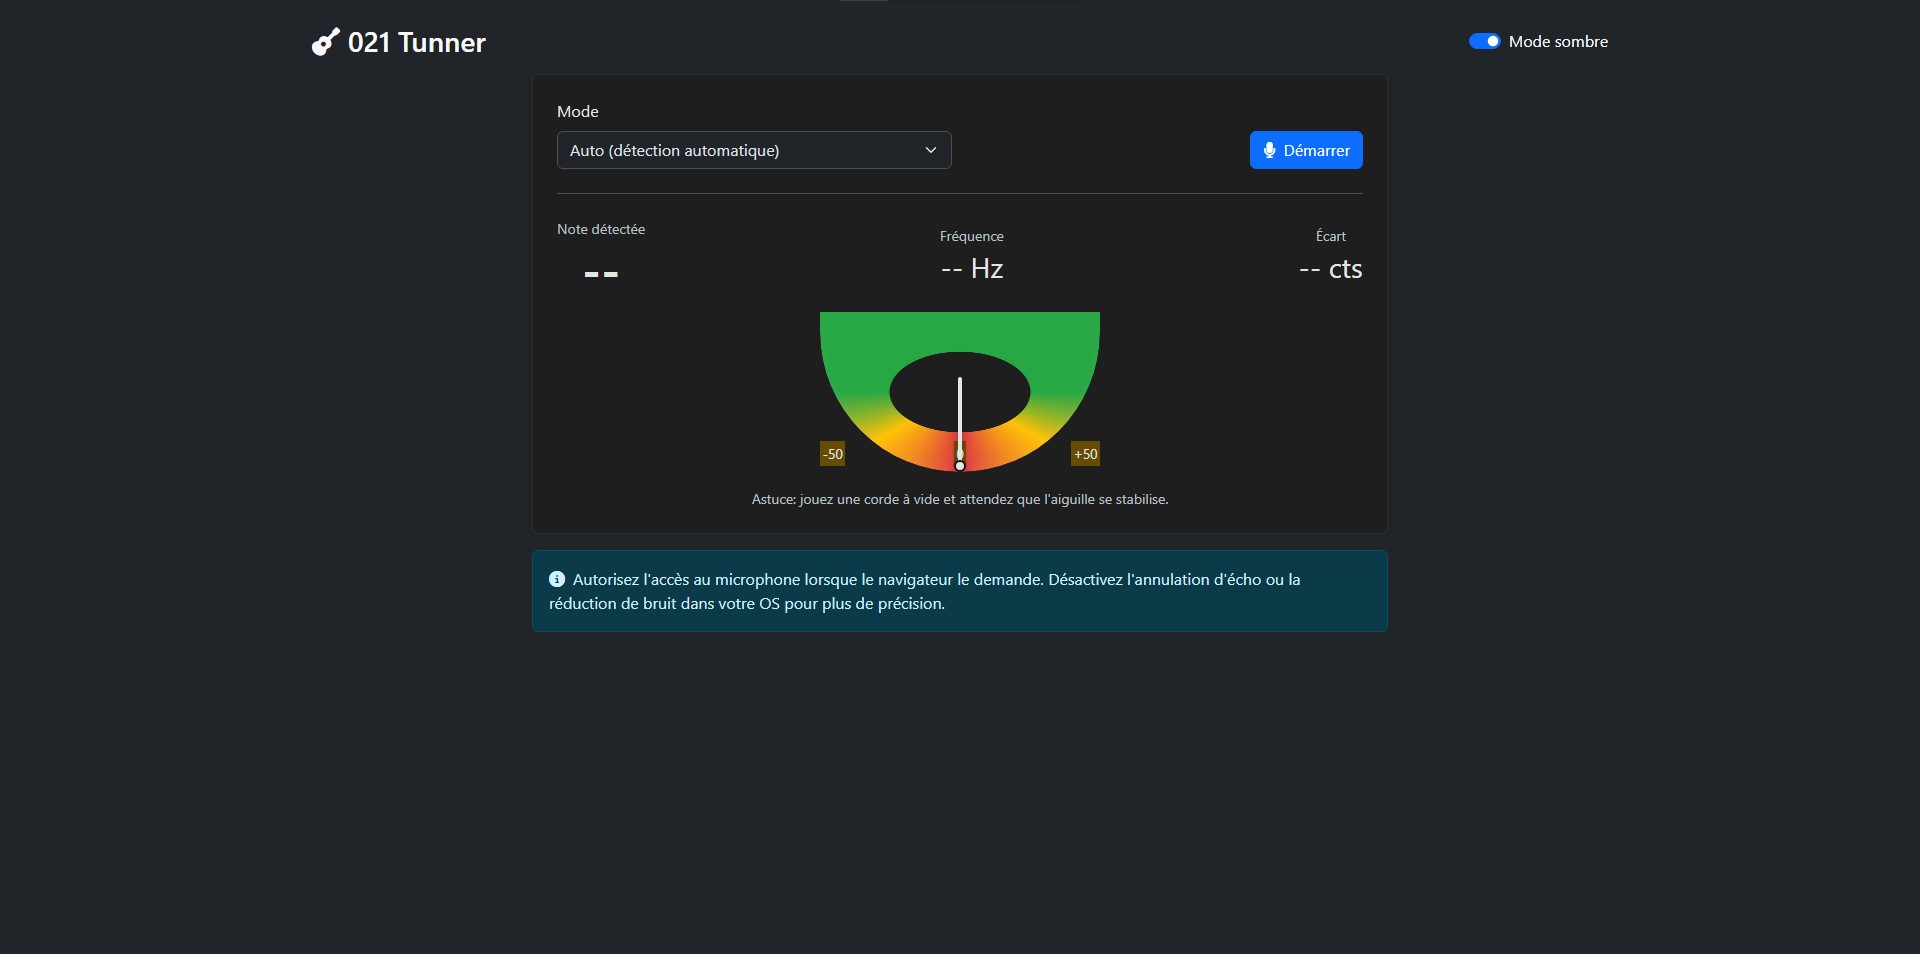 021 Tunner
Mode sombre
Mode
Auto (détection automatique)
Démarrer
Note détectée
Fréquence
Écart
--
-- Hz
-- cts
-50
0
+50
Astuce: jouez une corde à vide et attendez que l'aiguille se stabilise.
Autorisez l'accès au microphone lorsque le navigateur le demande. Désactivez l'annulation d'écho ou la
réduction de bruit dans votre OS pour plus de précision.